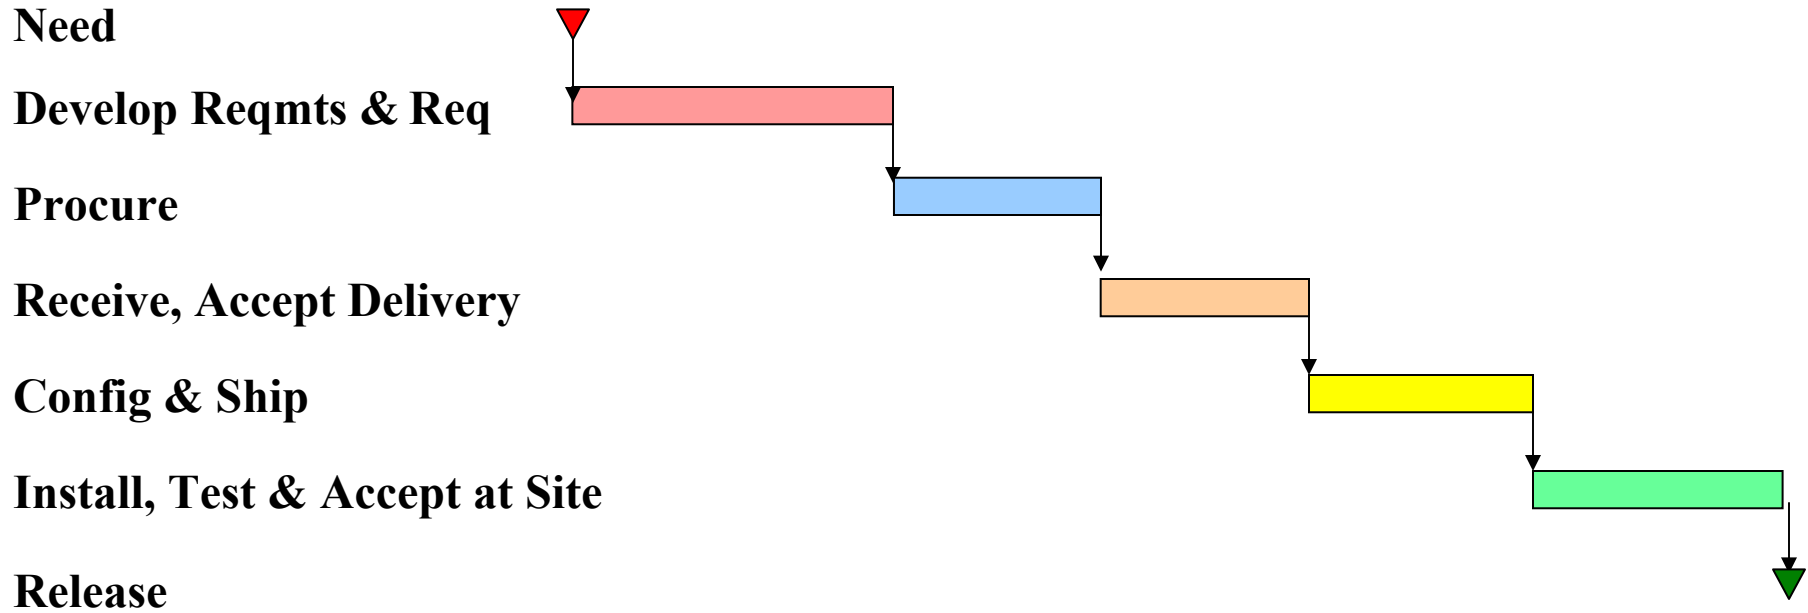 Need
Develop Reqmts & Req
Procure
Receive, Accept Delivery
Config & Ship
Install, Test & Accept at Site
Release